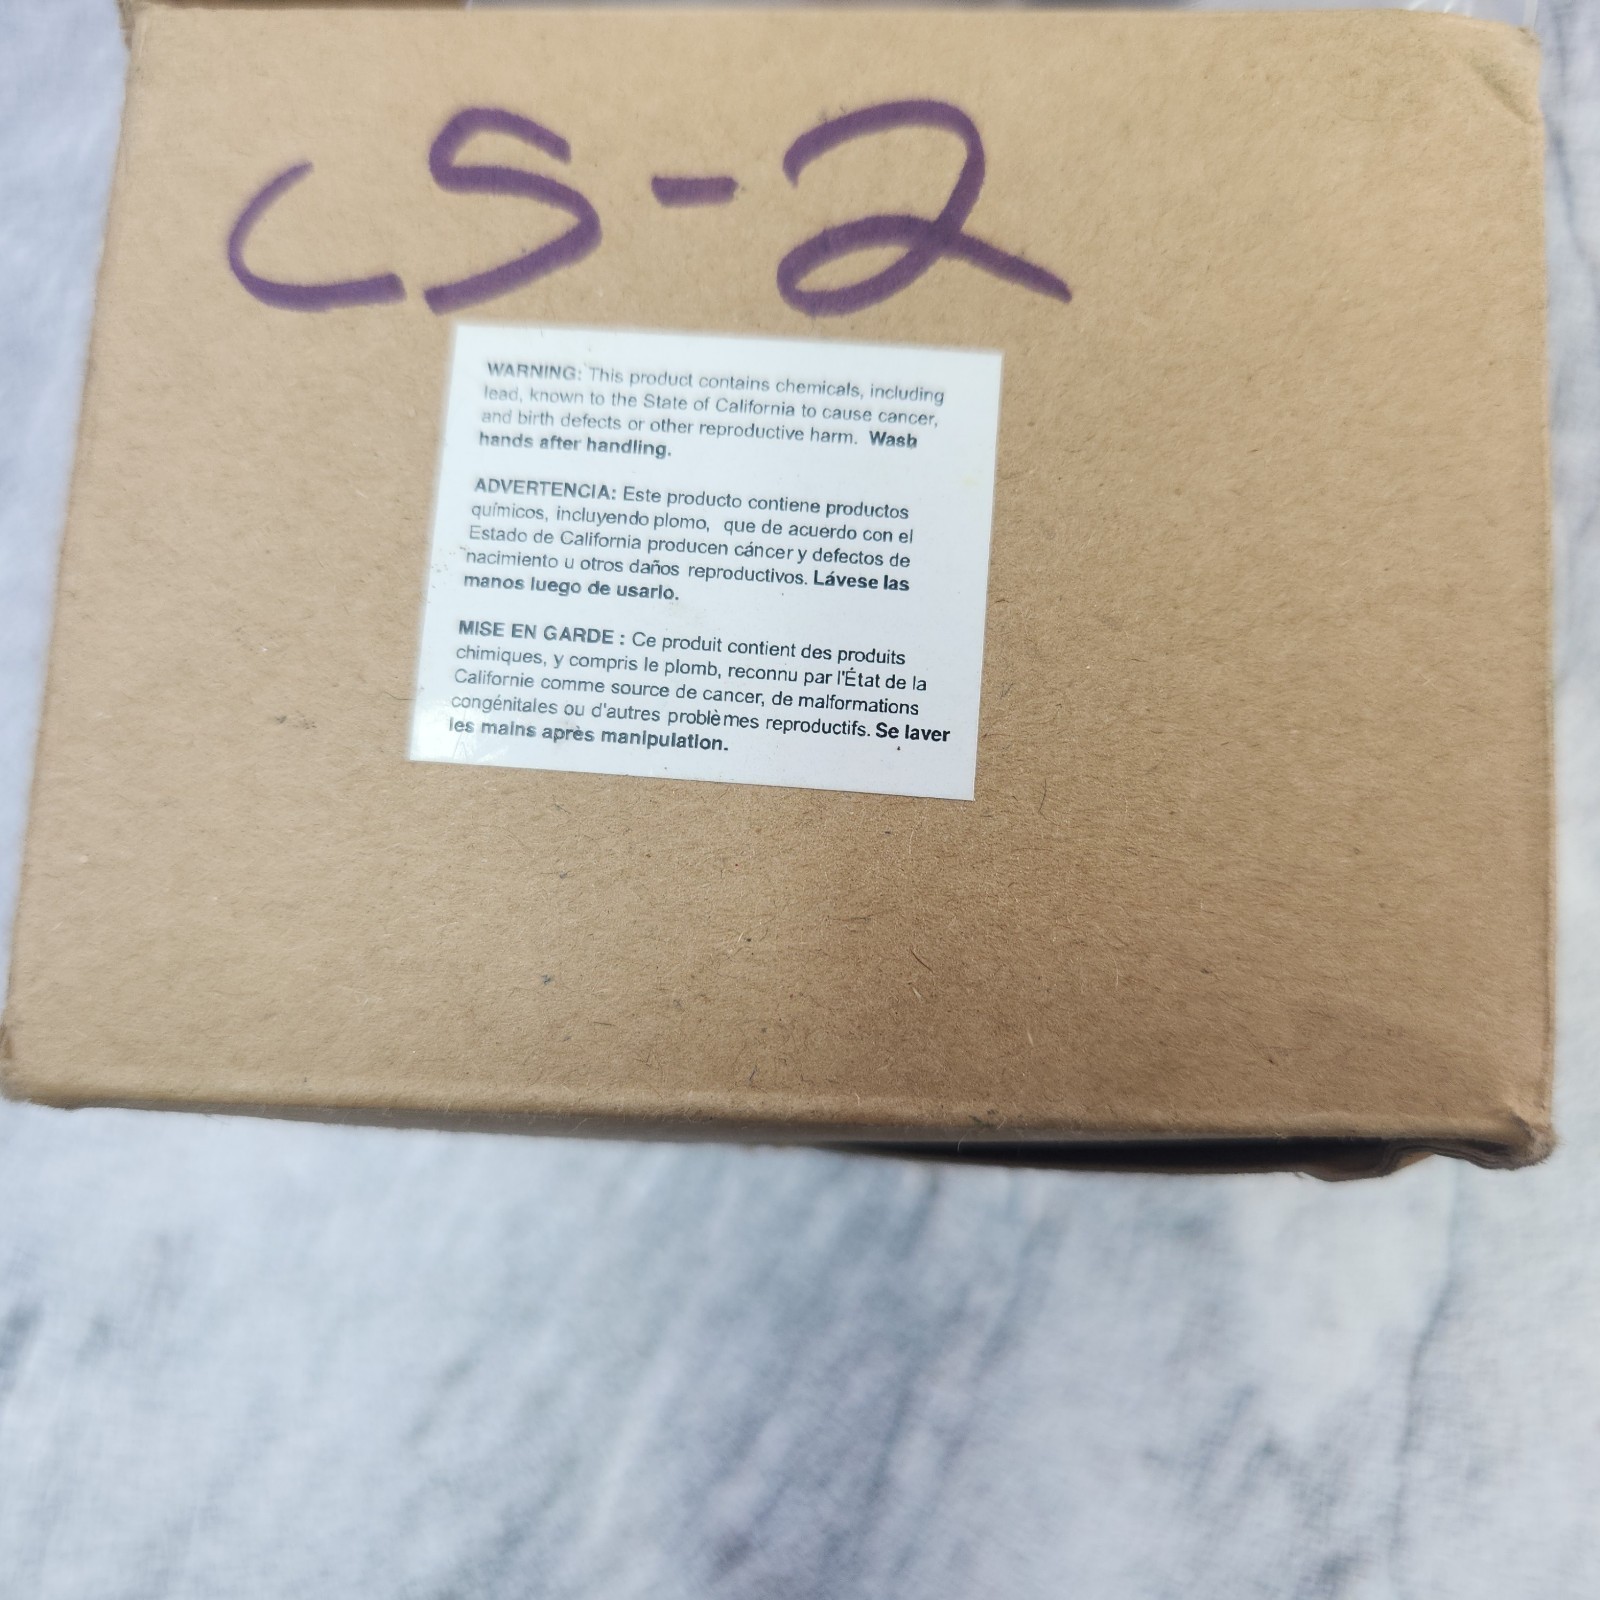 CS-2
WARNING: This product contains chemicals, including
lead, known to the State of California to cause cancer,
and birth defects or other reproductive harm. Wash
hands after handling.
ADVERTENCIA: Este producto contiene productos
químicos, incluyendo plomo, que de acuerdo con el
Estado de California producen cáncer y defectos de
nacimiento u otros daños reproductivos. Lávese las
manos luego de usarlo.
MISE EN GARDE : Ce produit contient des produits
chimiques, y compris le plomb, reconnu par l'État de la
Californie comme source de cancer, de malformations
congénitales ou d'autres problèmes reproductifs. Se laver
les mains après manipulation.